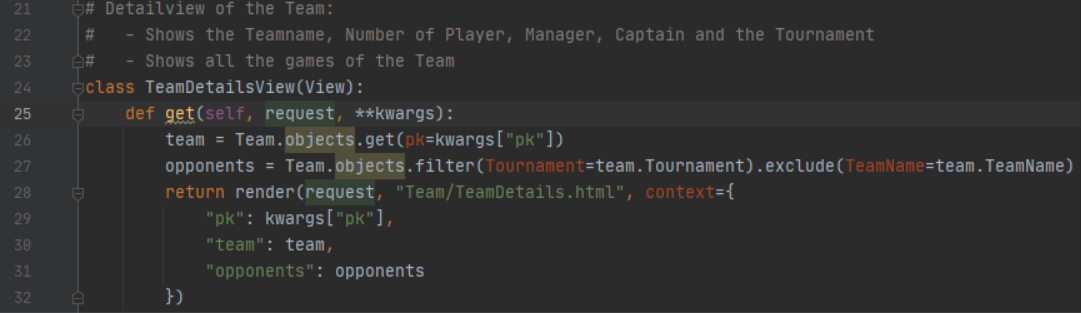 21 # Detailview of the Team:
22 #   - Shows the Teamname, Number of Player, Manager, Captain and the Tournament
23 #   - Shows all the games of the Team
24 class TeamDetailsView(View):
25     def get(self, request, **kwargs):
26         team = Team.objects.get(pk=kwargs["pk"])
27         opponents = Team.objects.filter(Tournament=team.Tournament).exclude(TeamName=team.TeamName)
28         return render(request, "Team/TeamDetails.html", context={
29             "pk": kwargs["pk"],
30             "team": team,
31             "opponents": opponents
32         })